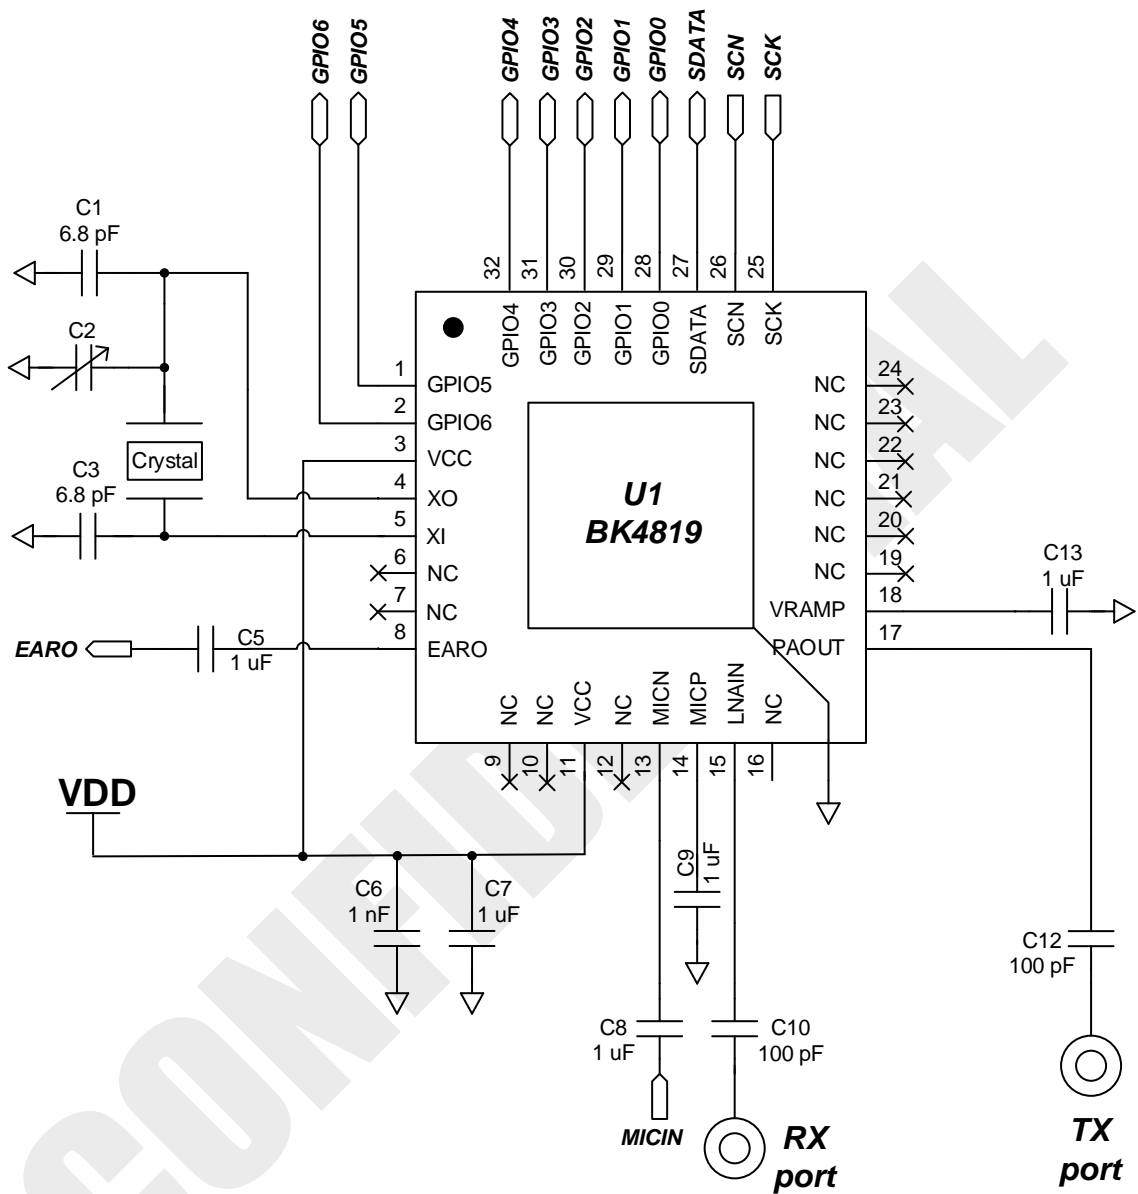 GPIO6
GPIO5
GPIO4
GPIO3
GPIO2
GPIO1
GPIO0
SDATA
SCN
SCK
C1
6.8 pF
C2
Crystal
C3
6.8 pF
32
31
30
29
28
27
26
25
GPIO4
GPIO3
GPIO2
GPIO1
GPIO0
SDATA
SCN
SCK
1
GPIO5
2
GPIO6
3
VCC
4
XO
5
XI
6
NC
7
NC
8
EARO
U1
BK4819
24
NC
23
NC
22
NC
21
NC
20
NC
19
NC
18
VRAMP
17
PAOUT
C13
1 uF
EARO
C5
1 uF
NC
NC
VCC
NC
MICN
MICP
LNAIN
NC
9
10
11
12
13
14
15
16
VDD
C6
1 nF
C7
1 uF
C9
1 uF
C8
1 uF
C10
100 pF
C12
100 pF
MICIN
RX
port
TX
port
CONFIDENTIAL